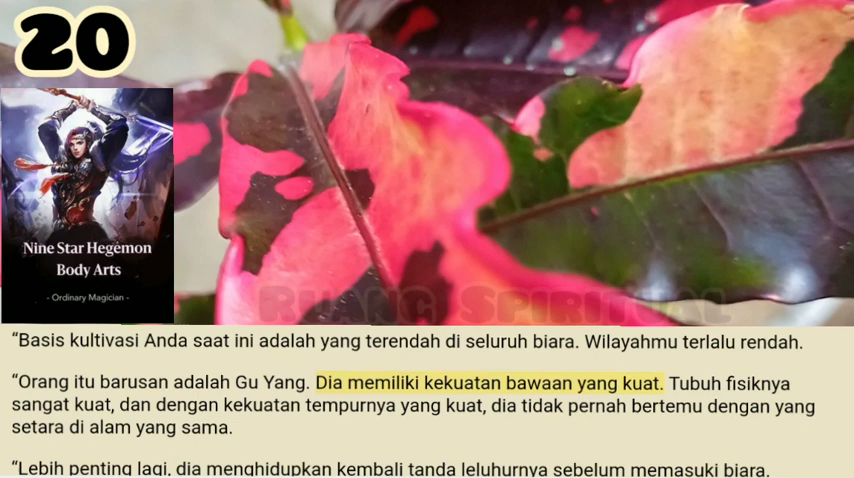 20
Nine Star Hegemon
Body Arts
- Ordinary Magician -
RUANG SPIRITUAL
“Basis kultivasi Anda saat ini adalah yang terendah di seluruh biara. Wilayahmu terlalu rendah.
“Orang itu barusan adalah Gu Yang. Dia memiliki kekuatan bawaan yang kuat. Tubuh fisiknya
sangat kuat, dan dengan kekuatan tempurnya yang kuat, dia tidak pernah bertemu dengan yang
setara di alam yang sama.
“Lebih penting lagi, dia menghidupkan kembali tanda leluhurnya sebelum memasuki biara.